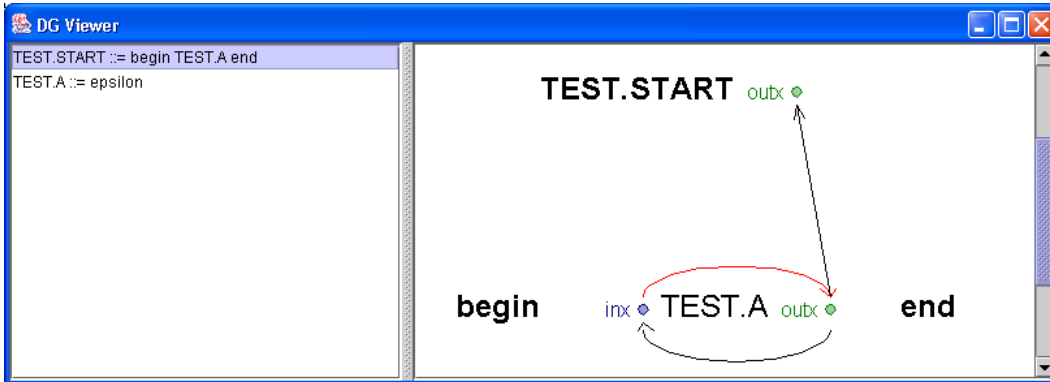 DG Viewer
TEST.START ::= begin TEST.A end
TEST.A ::= epsilon
TEST.START outx
begin inx TEST.A outx end